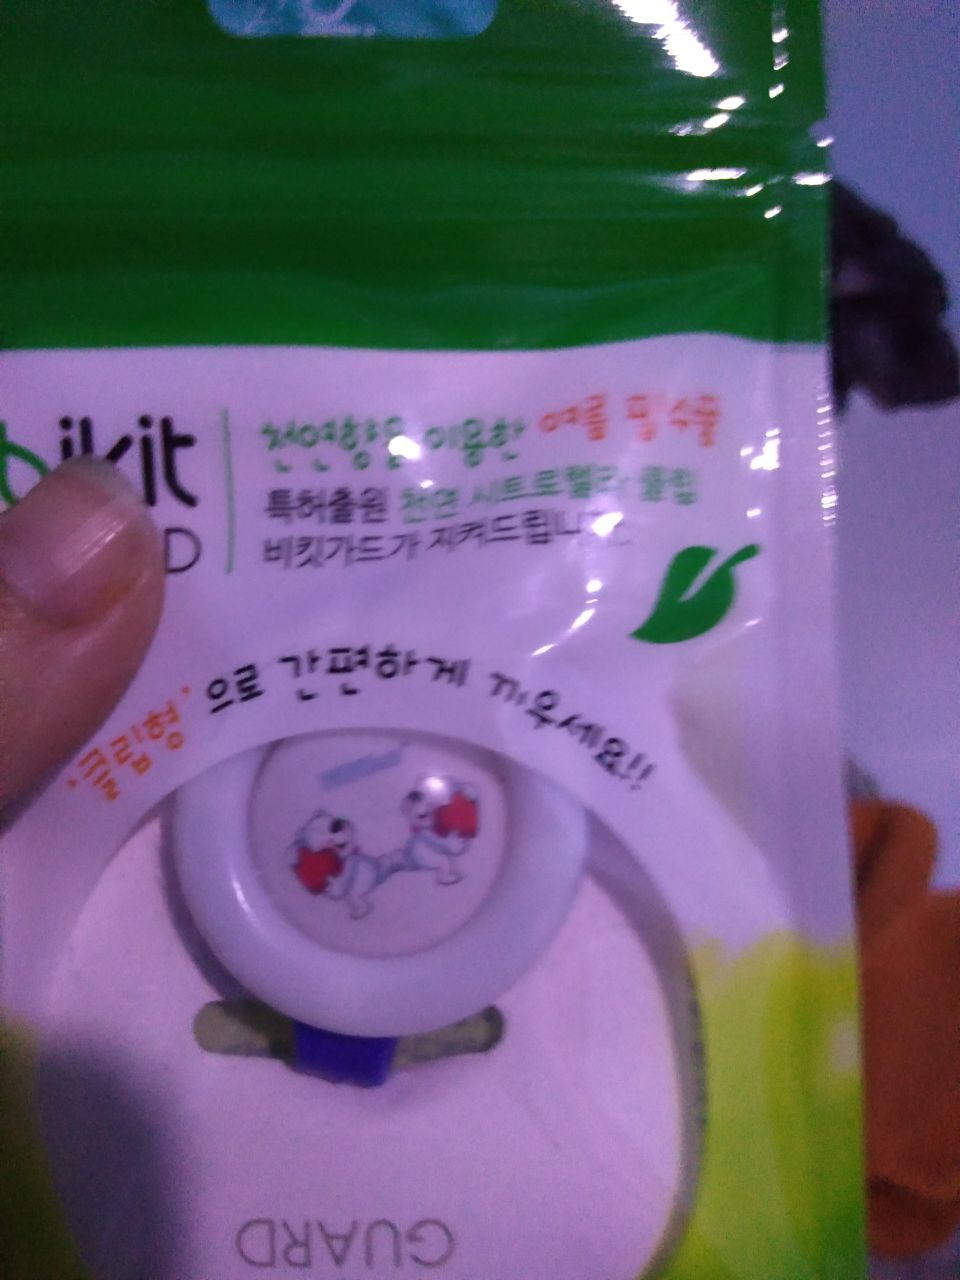 bikit
천연향을 이용한 여름 필수품
특허출원 천연 시트로넬라 클립
비킷가드가 지켜드립니다.
'클립형'으로 간편하게 끼우세요!!
GUARD